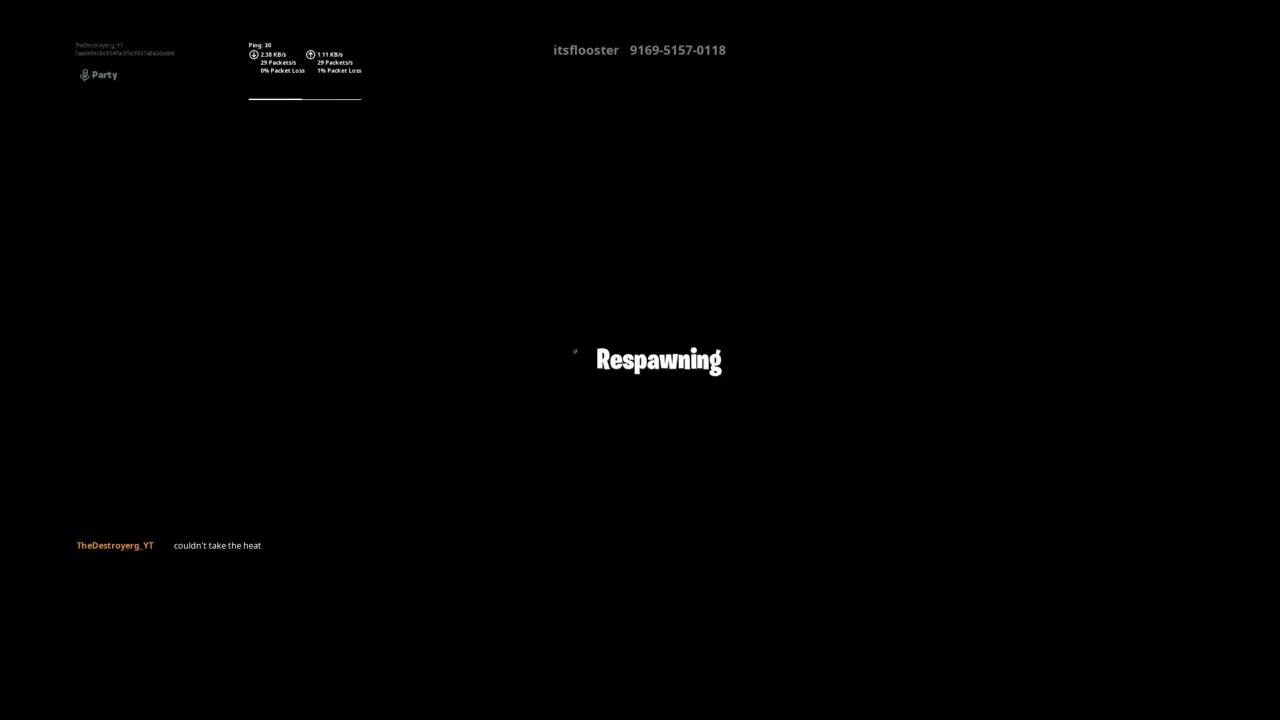 TheDestroyerg_YT
Party
Ping: 30
2.38 KB/s 1.11 KB/s
29 Packets/s 29 Packets/s
0% Packet Loss 1% Packet Loss
itsflooster 9169-5157-0118
Respawning
TheDestroyerg_YT couldn't take the heat